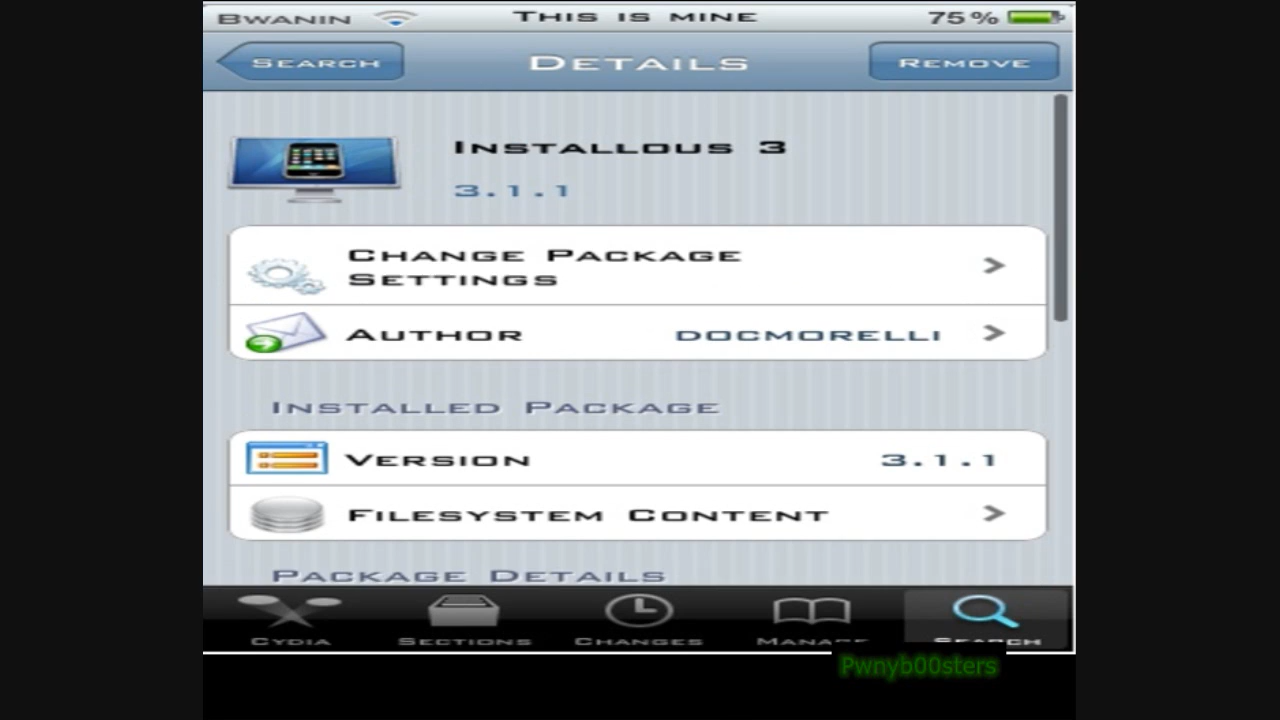 Bwanin This is mine 75%
Search Details Remove
Installous 3
3.1.1
Change Package
Settings
Author docmorelli
Installed Package
Version 3.1.1
Filesystem Content
Package Details
Cydia Sections Changes Manage Search
Pwnyb00sters